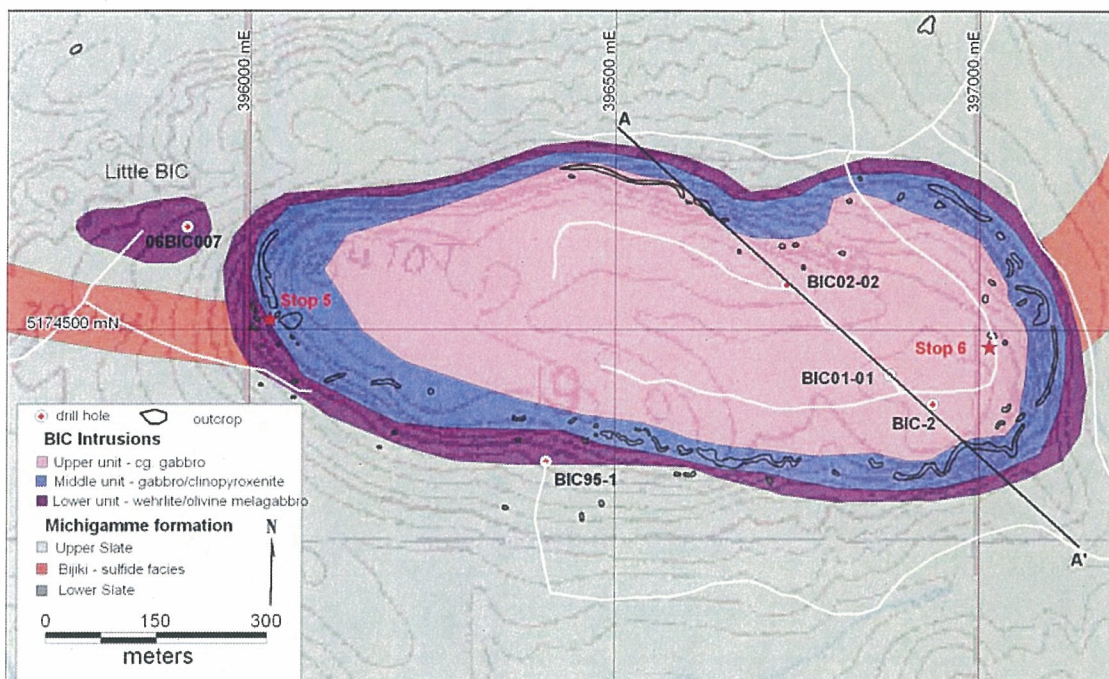 396000 mE
396500 mE
397000 mE
A
Little BIC
06BIC007
Stop 5
BIC02-02
5174500 mN
Stop 6
BIC01-01
BIC-2
BIC95-1
A'
drill hole
outcrop
BIC Intrusions
Upper unit - cg. gabbro
Middle unit - gabbro/clinopyroxenite
Lower unit - wehrlite/olivine melagabbro
Michigamme formation
N
Upper Slate
Bijiki - sulfide facies
Lower Slate
0 150 300
meters